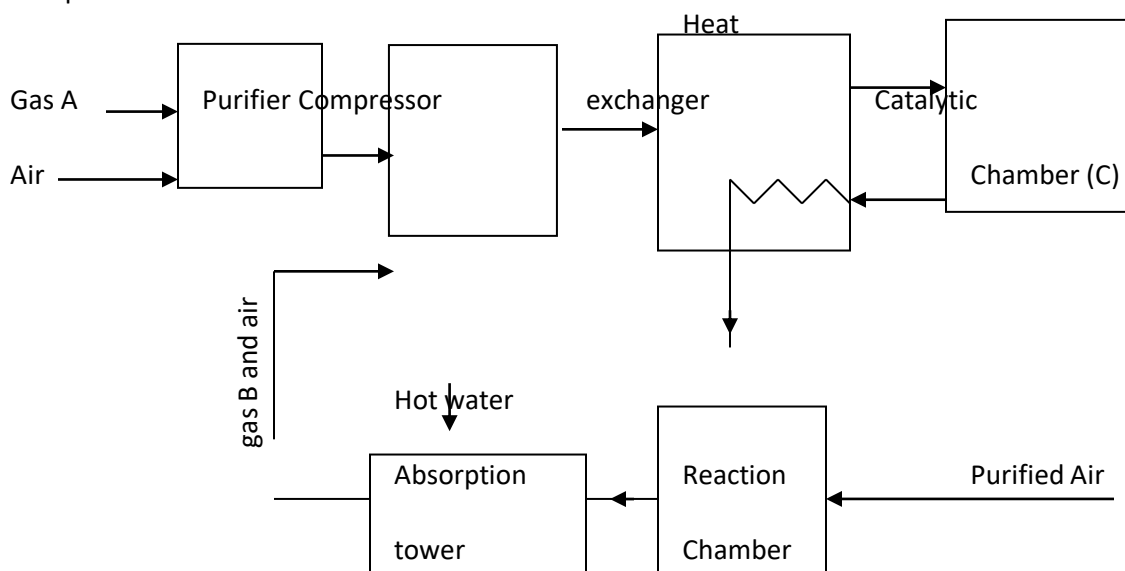 Heat
Gas A Purifier Compressor exchanger Catalytic
Air Chamber (C)
gas B and air
Hot water
Absorption Reaction Purified Air
tower Chamber